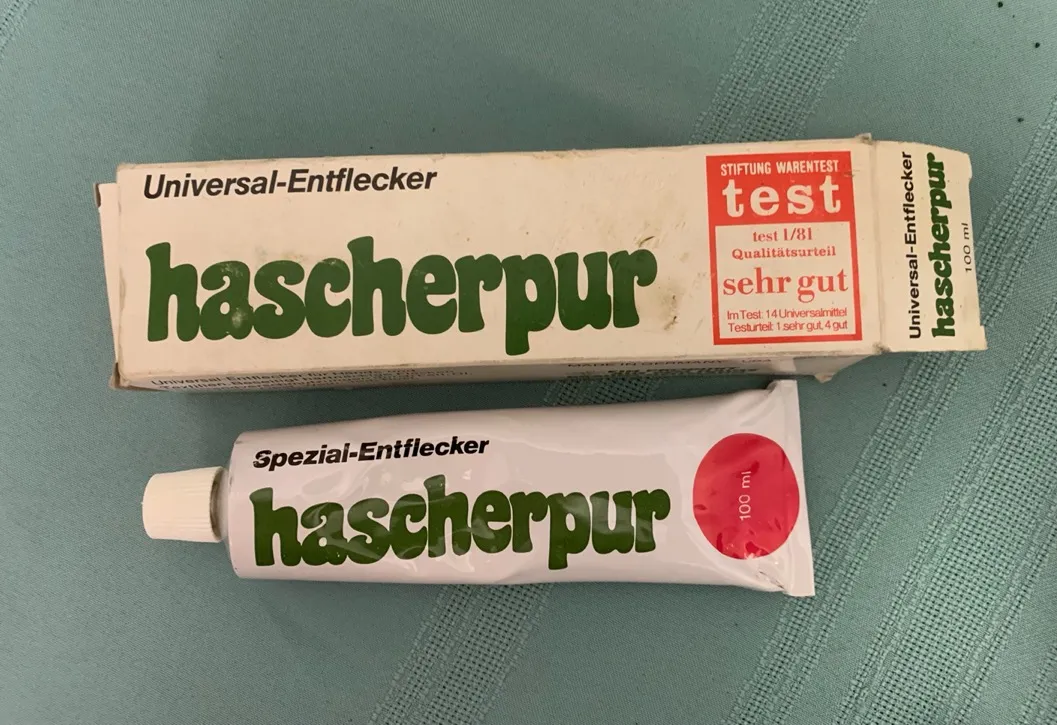 Universal-Entflecker
hascherpur
STIFTUNG WARENTEST
test
test 1/81
Qualitätsurteil
sehr gut
Im Test: 14 Universalmittel
Testurteil: 1 sehr gut, 4 gut
Universal-Entflecker
hascherpur
100 ml
Spezial-Entflecker
hascherpur
100 ml